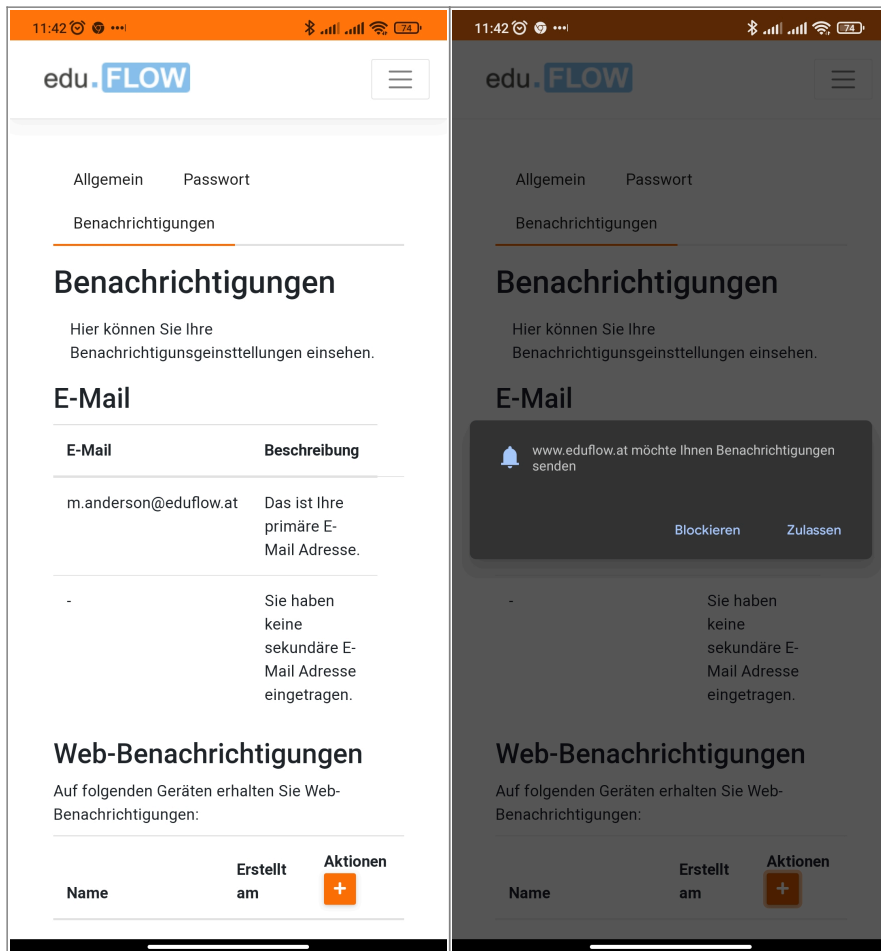 11:42
74
edu.FLOW
Allgemein Passwort
Benachrichtigungen
Benachrichtigungen
Hier können Sie Ihre
Benachrichtigunsgeinsttellungen einsehen.
E-Mail
E-Mail Beschreibung
m.anderson@eduflow.at Das ist Ihre
primäre E-
Mail Adresse.
- Sie haben
keine
sekundäre E-
Mail Adresse
eingetragen.
Web-Benachrichtigungen
Auf folgenden Geräten erhalten Sie Web-
Benachrichtigungen:
Name Erstellt am Aktionen
+
11:42
74
edu.FLOW
Allgemein Passwort
Benachrichtigungen
Benachrichtigungen
Hier können Sie Ihre
Benachrichtigunsgeinsttellungen einsehen.
E-Mail
www.eduflow.at möchte Ihnen Benachrichtigungen
senden
Blockieren Zulassen
- Sie haben
keine
sekundäre E-
Mail Adresse
eingetragen.
Web-Benachrichtigungen
Auf folgenden Geräten erhalten Sie Web-
Benachrichtigungen:
Name Erstellt am Aktionen
+